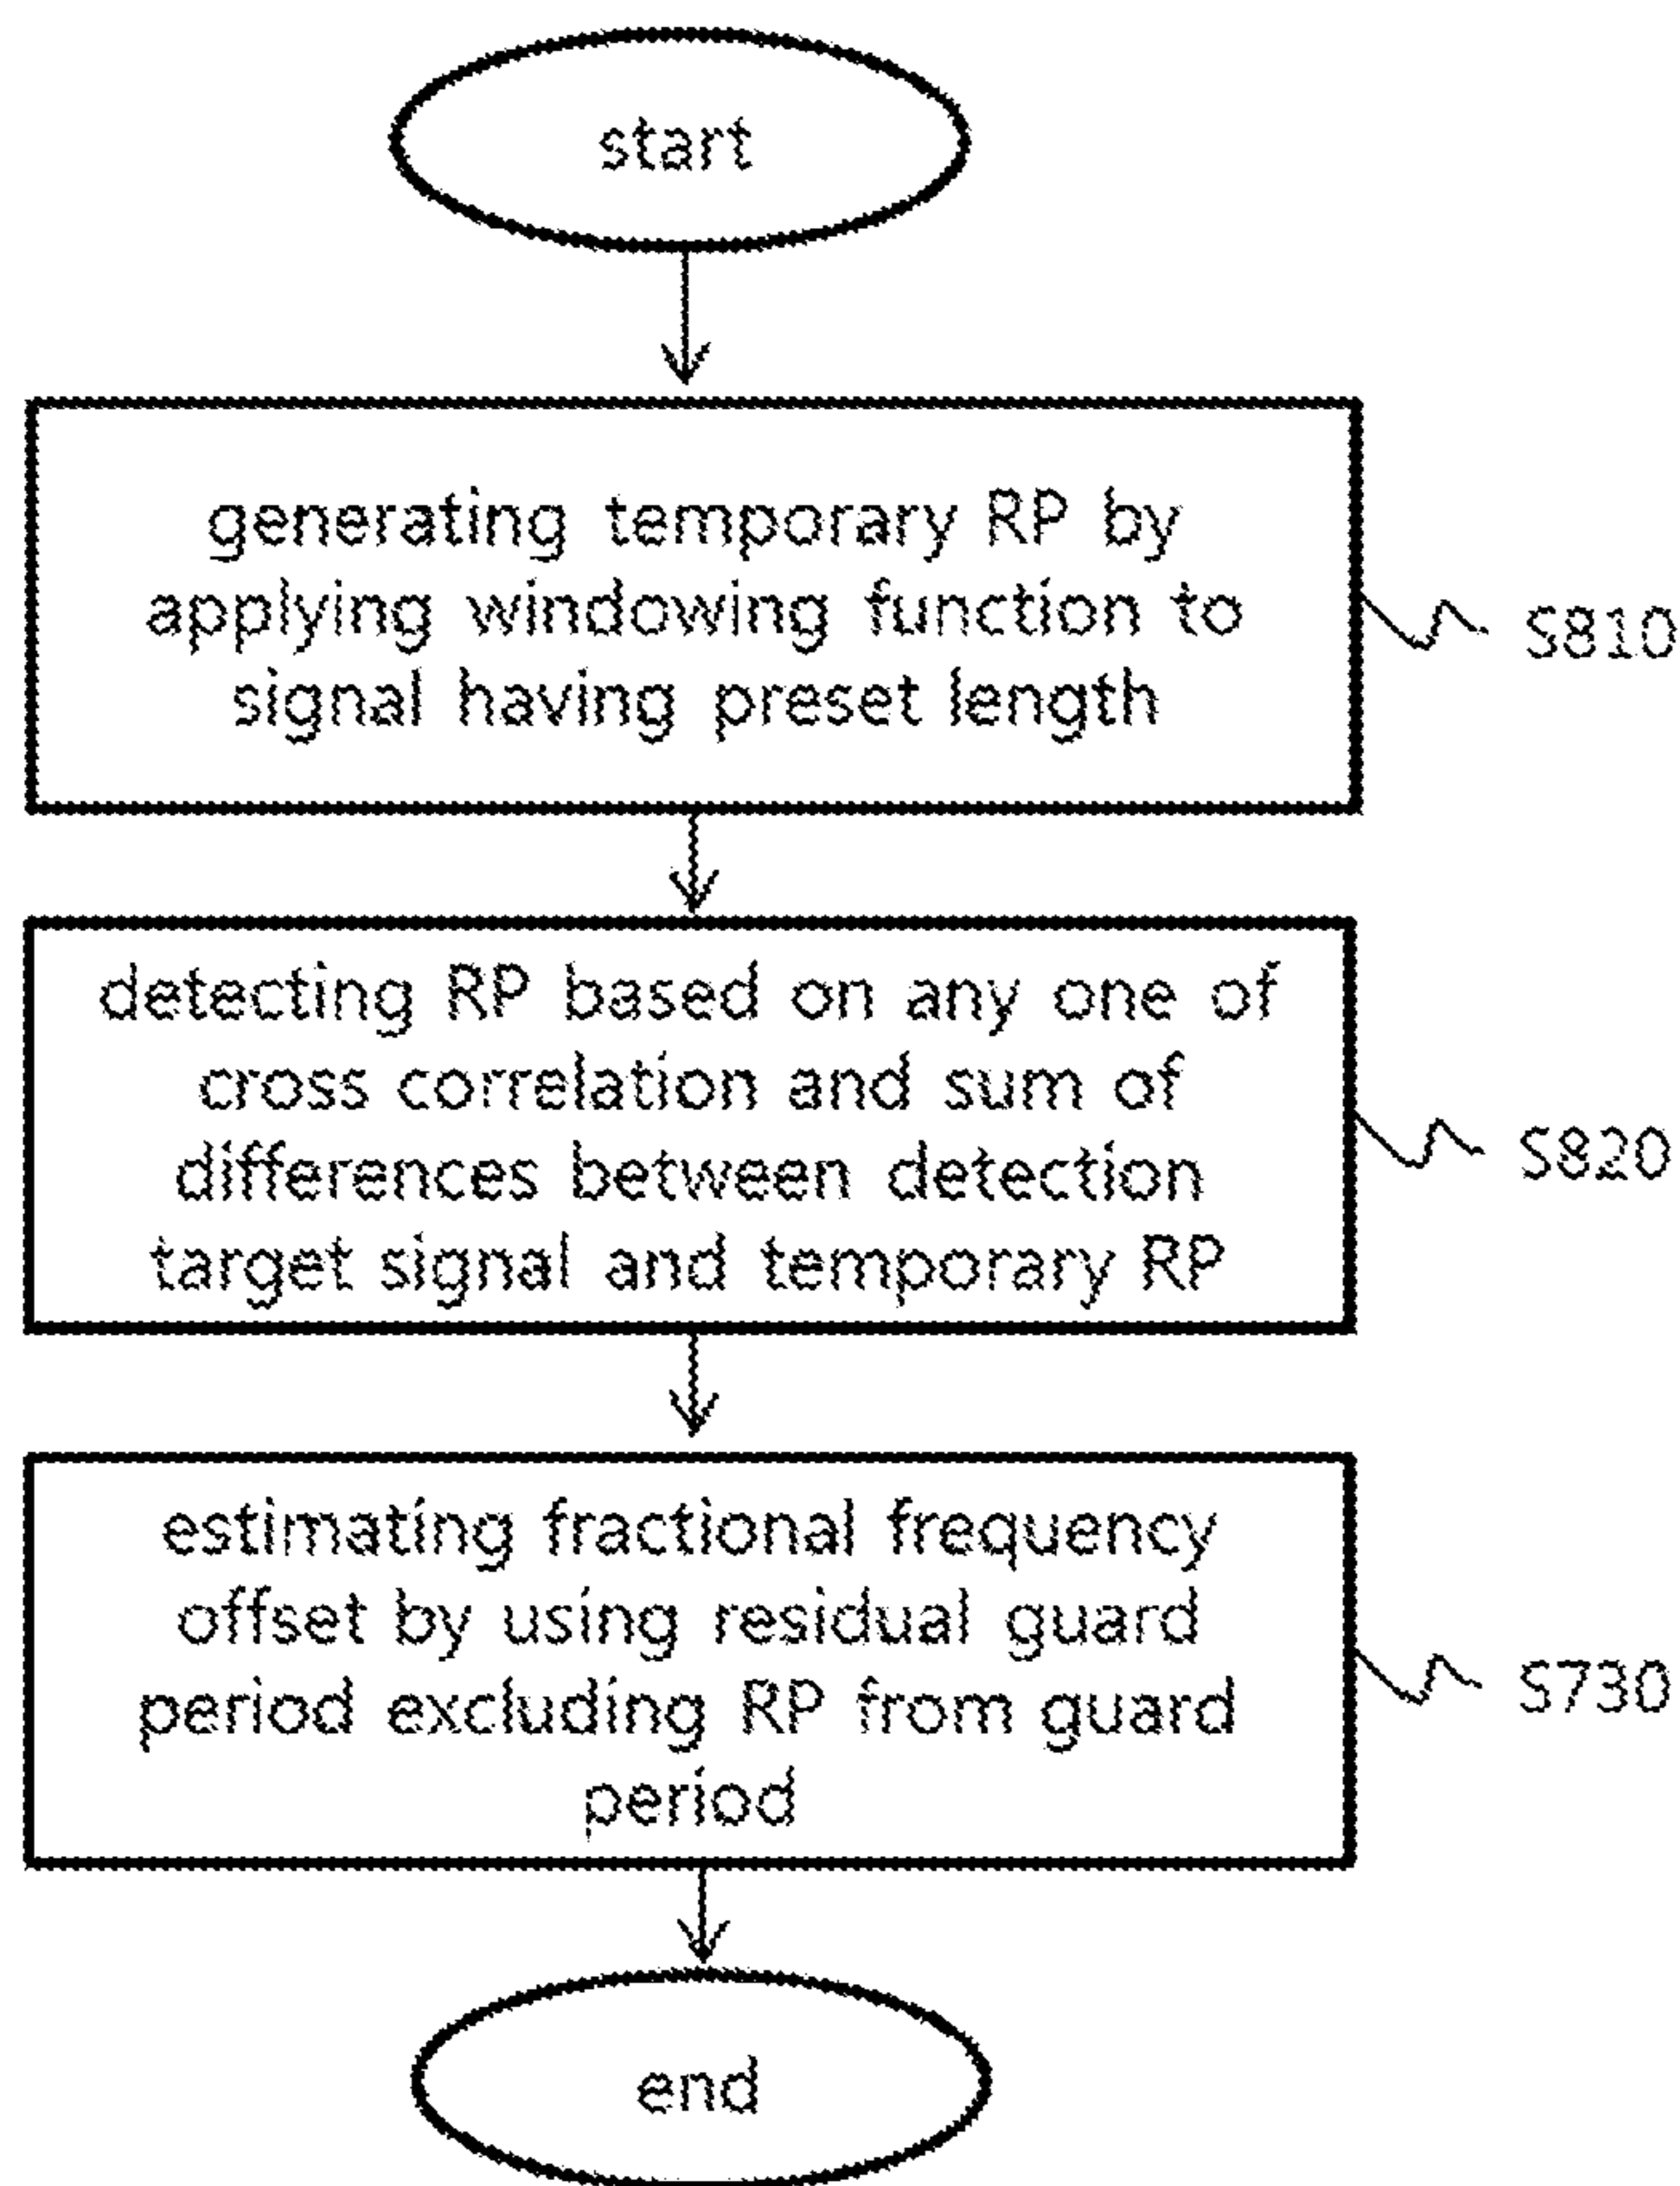 start
generating temporary RP by
applying windowing function to
signal having preset length
S810
detecting RP based on any one of
cross correlation and sum of
differences between detection
target signal and temporary RP
S820
estimating fractional frequency
offset by using residual guard
period excluding RP from guard
period
S730
end